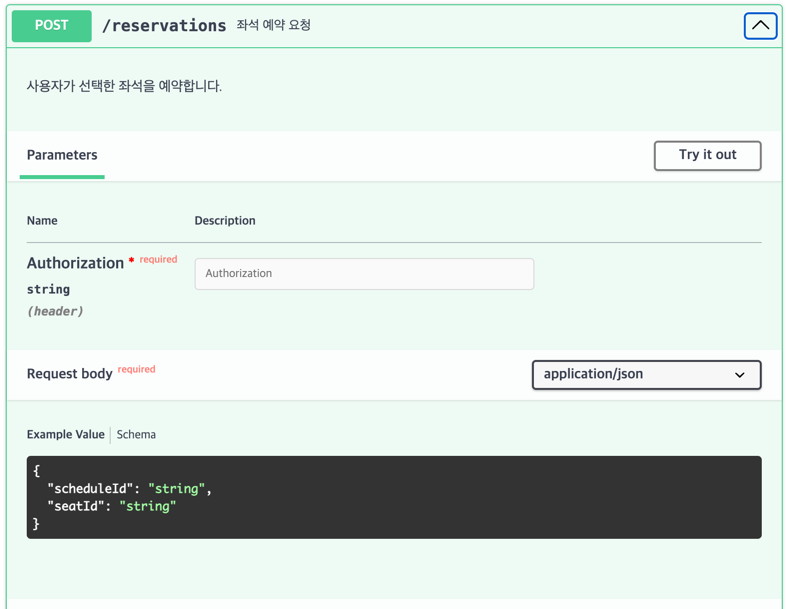 POST /reservations 좌석 예약 요청
사용자가 선택한 좌석을 예약합니다.
Parameters Try it out
Name Description
Authorization * required Authorization
string
(header)
Request body required application/json
Example Value Schema
{
"scheduleId": "string",
"seatId": "string"
}